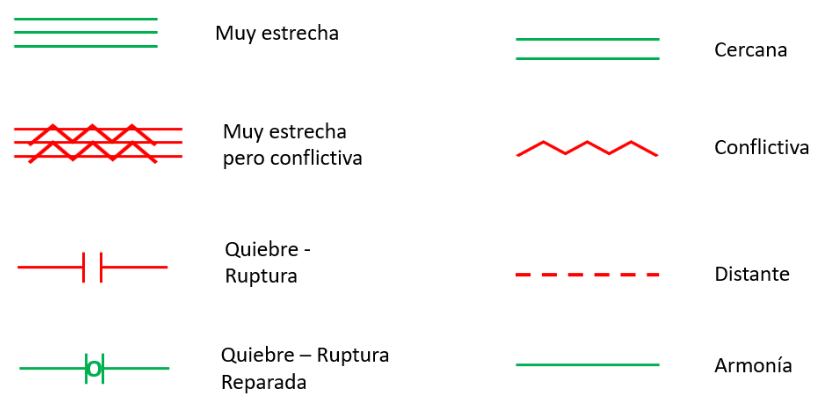 Muy estrecha
Cercana
Muy estrecha
pero conflictiva
Conflictiva
Quiebre -
Ruptura
Distante
Quiebre – Ruptura
Reparada
Armonía